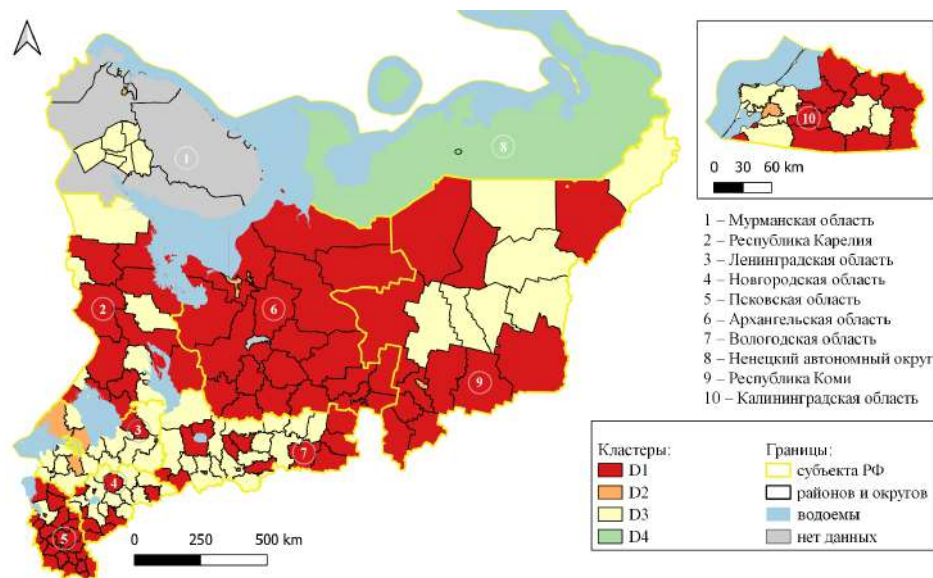 1
8
2
6
9
3
7
4
5
0 250 500 km
10
0 30 60 km
1 – Мурманская область
2 – Республика Карелия
3 – Ленинградская область
4 – Новгородская область
5 – Псковская область
6 – Архангельская область
7 – Вологодская область
8 – Ненецкий автономный округ
9 – Республика Коми
10 – Калининградская область
Кластеры:
D1
D2
D3
D4
Границы:
субъекта РФ
районов и округов
водоемы
нет данных